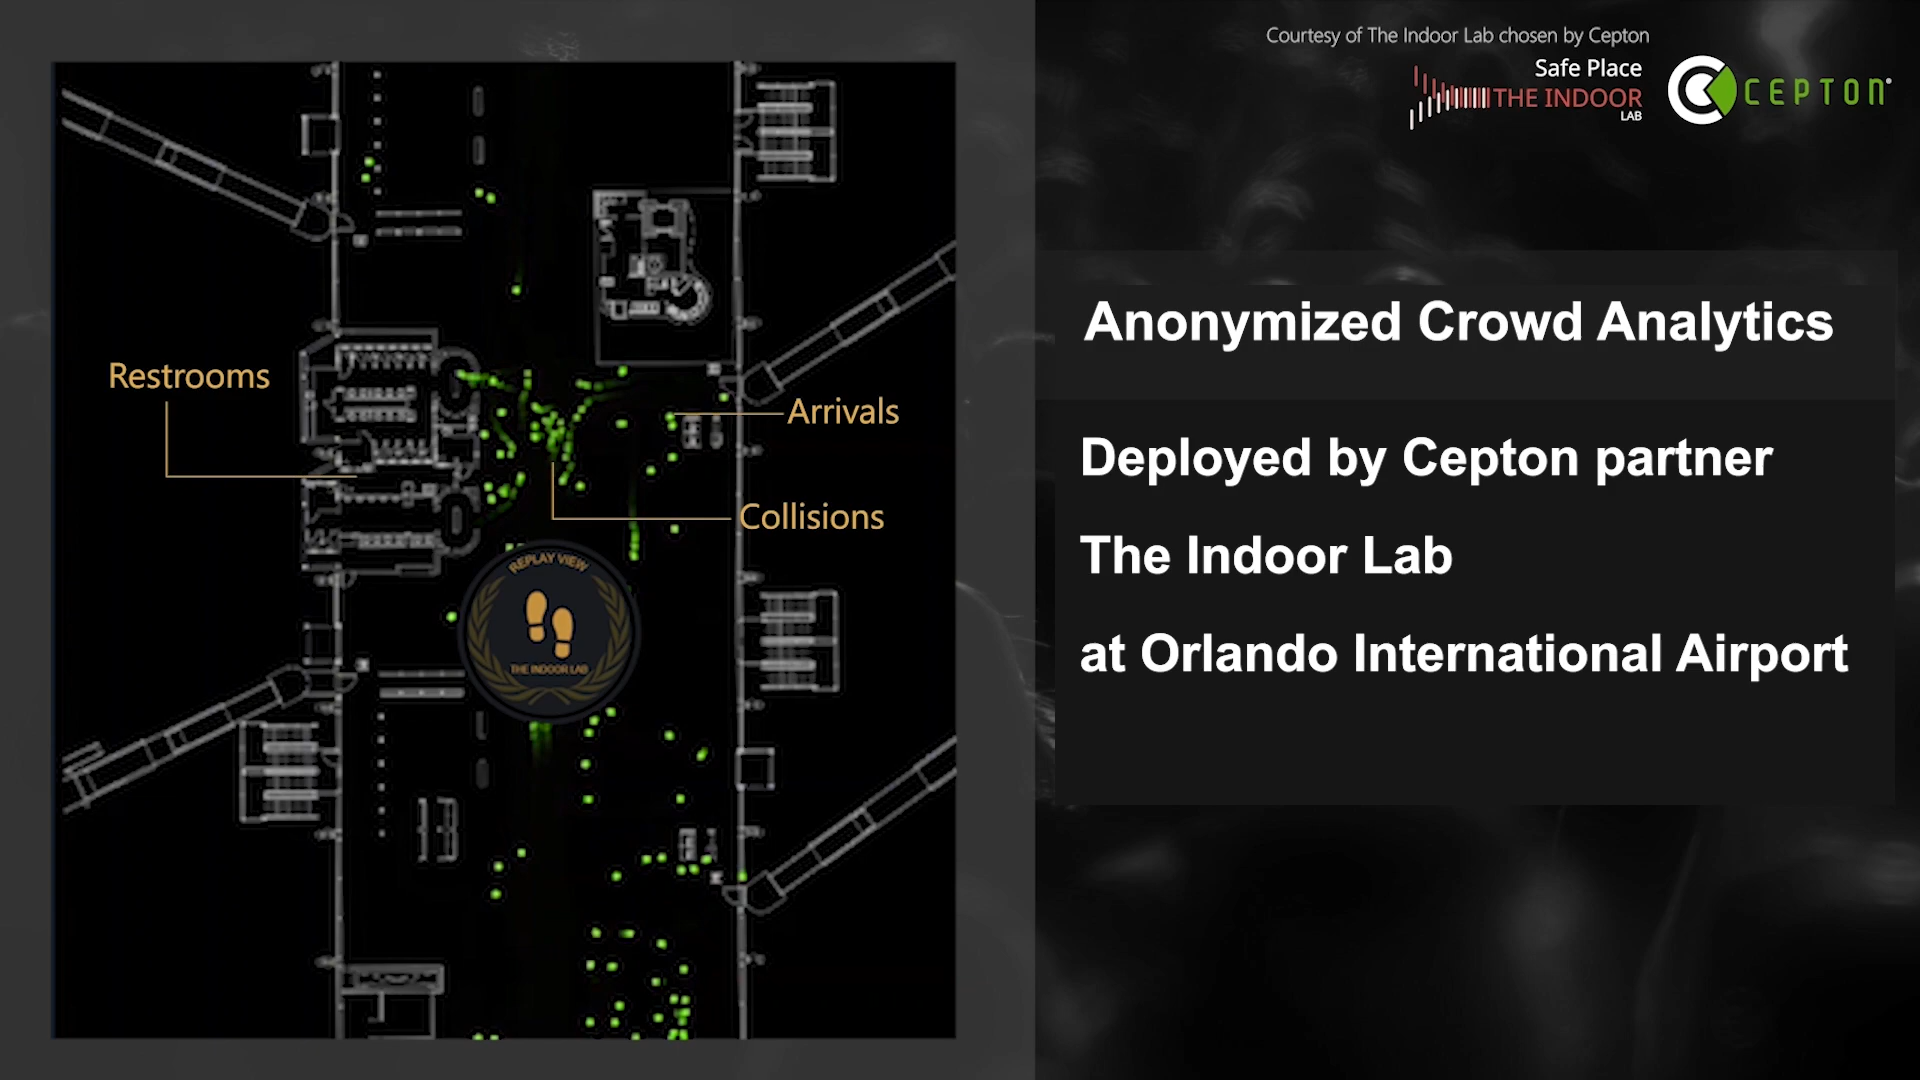 Courtesy of The Indoor Lab chosen by Cepton
Safe Place
THE INDOOR
LAB
CEPTON
Restrooms
Arrivals
Collisions
REPLAY VIEW
THE INDOOR LAB
Anonymized Crowd Analytics
Deployed by Cepton partner
The Indoor Lab
at Orlando International Airport